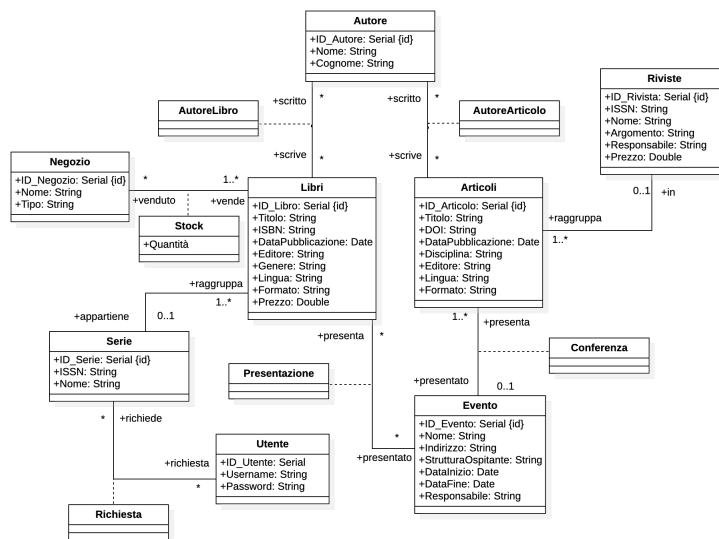 Autore
+ID_Autore: Serial {id}
+Nome: String
+Cognome: String
+scritto
*
+scritto
*
AutoreLibro
AutoreArticolo
Riviste
+ID_Rivista: Serial {id}
+ISSN: String
+Nome: String
+Argomento: String
+Responsabile: String
+Prezzo: Double
+scrive
*
+scrive
*
Negozio
+ID_Negozio: Serial {id}
+Nome: String
+Tipo: String
*
+venduto
1..*
+vende
Stock
+Quantità
Libri
+ID_Libro: Serial {id}
+Titolo: String
+ISBN: String
+DataPubblicazione: Date
+Editore: String
+Genere: String
+Lingua: String
+Formato: String
+Prezzo: Double
Articoli
+ID_Articolo: Serial {id}
+Titolo: String
+DOI: String
+DataPubblicazione: Date
+Disciplina: String
+Editore: String
+Lingua: String
+Formato: String
0..1
+in
+raggruppa
1..*
+raggruppa
1..*
+appartiene
0..1
Serie
+ID_Serie: Serial {id}
+ISSN: String
+Nome: String
+presenta
*
1..*
+presenta
Conferenza
Presentazione
+presentato
0..1
Evento
+ID_Evento: Serial {id}
+Nome: String
+Indirizzo: String
+StrutturaOspitante: String
+DataInizio: Date
+DataFine: Date
+Responsabile: String
*
+presentato
*
+richiede
+richiesta
*
Utente
+ID_Utente: Serial
+Username: String
+Password: String
Richiesta